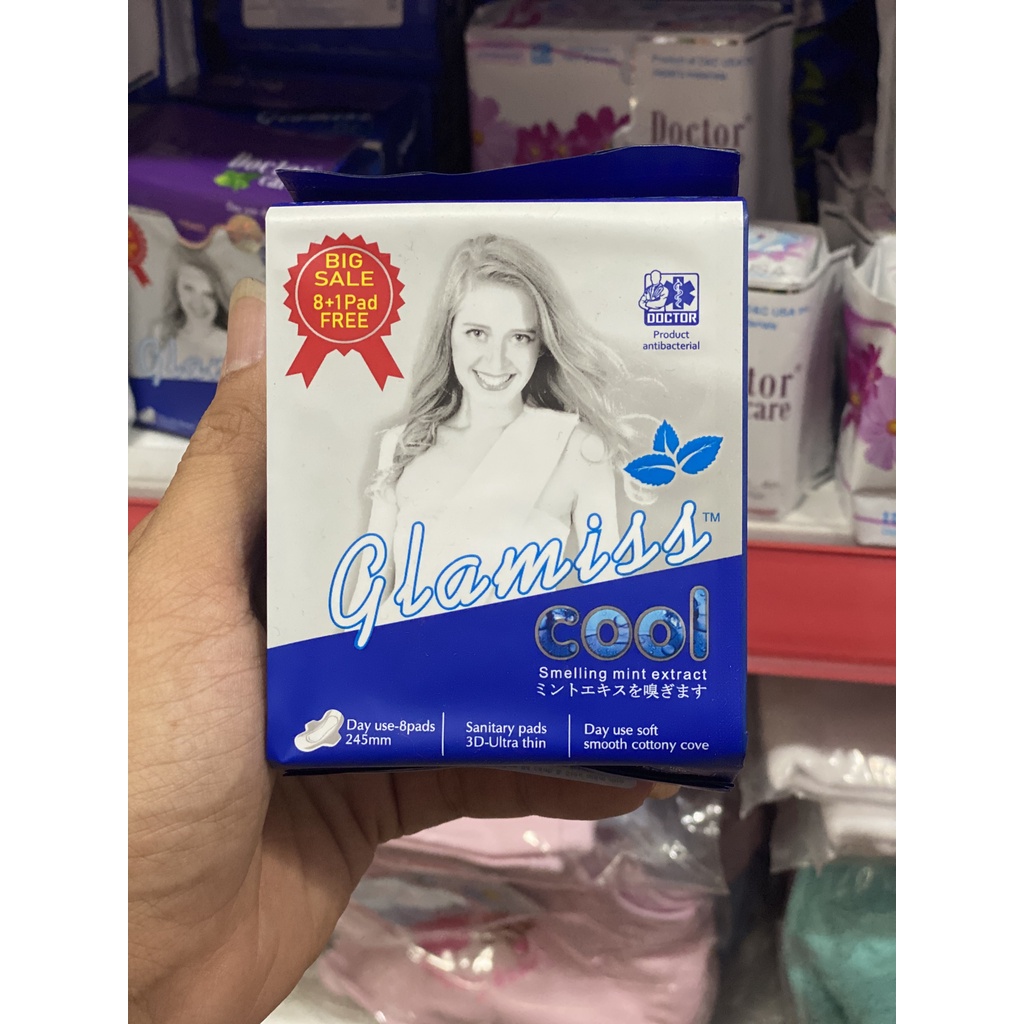 BIG
SALE
8+1Pad
FREE
DOCTOR
Product
antibacterial
Glamiss™
cool
Smelling mint extract
ミントエキスを嗅ぎます
Day use-8pads
245mm
Sanitary pads
3D-Ultra thin
Day use soft
smooth cottony cove
Doctor
Doctor
care